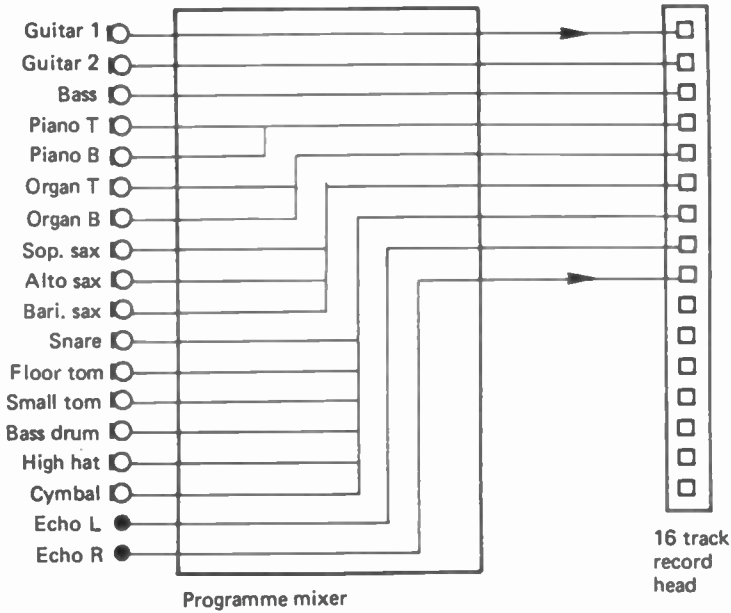 Guitar 1
Guitar 2
Bass
Piano T
Piano B
Organ T
Organ B
Sop. sax
Alto sax
Bari. sax
Snare
Floor tom
Small tom
Bass drum
High hat
Cymbal
Echo L
Echo R
Programme mixer
16 track
record
head